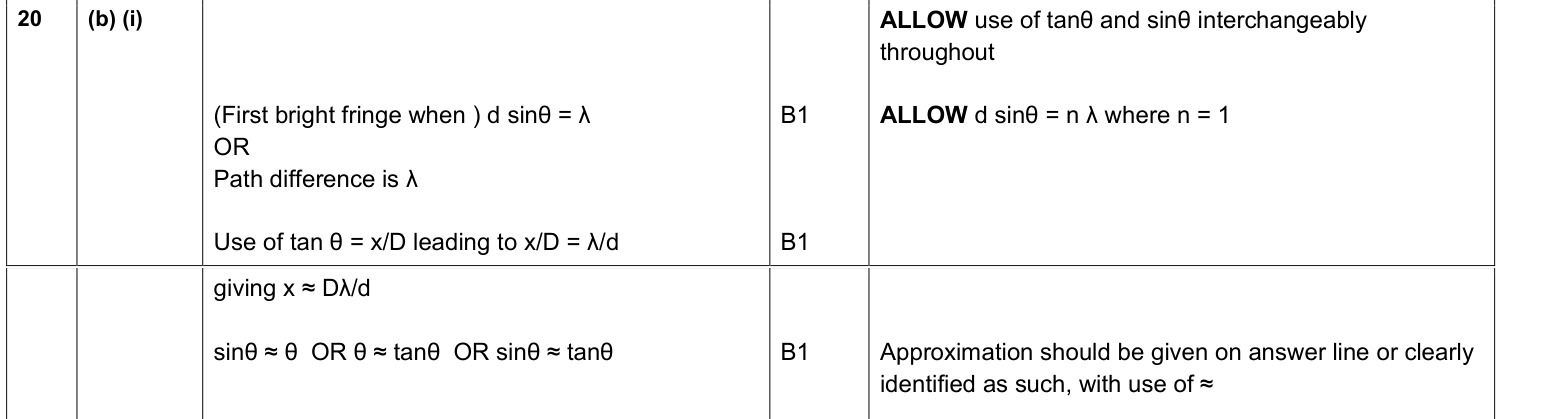 20 (b) (i) ALLOW use of tanθ and sinθ interchangeably
throughout
(First bright fringe when ) d sinθ = λ B1 ALLOW d sinθ = n λ where n = 1
OR
Path difference is λ
Use of tan θ = x/D leading to x/D = λ/d B1
giving x ≈ Dλ/d
sinθ ≈ θ OR θ ≈ tanθ OR sinθ ≈ tanθ B1 Approximation should be given on answer line or clearly
identified as such, with use of ≈